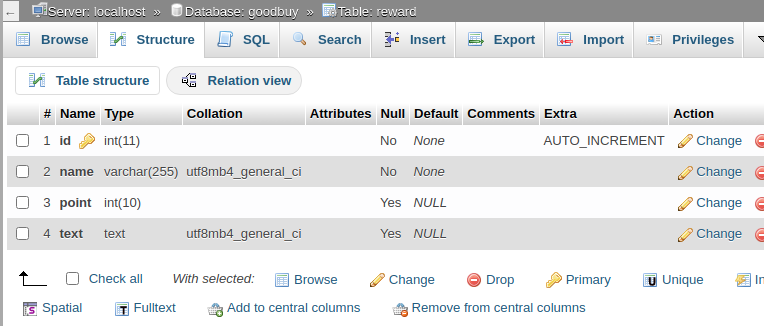 ← Server: localhost » Database: goodbuy » Table: reward
Browse Structure SQL Search Insert Export Import Privileges
Table structure Relation view
# Name Type Collation Attributes Null Default Comments Extra Action
1 id int(11) No None AUTO_INCREMENT Change
2 name varchar(255) utf8mb4_general_ci No None Change
3 point int(10) Yes NULL Change
4 text text utf8mb4_general_ci Yes NULL Change
Check all With selected: Browse Change Drop Primary Unique In
Spatial Fulltext Add to central columns Remove from central columns